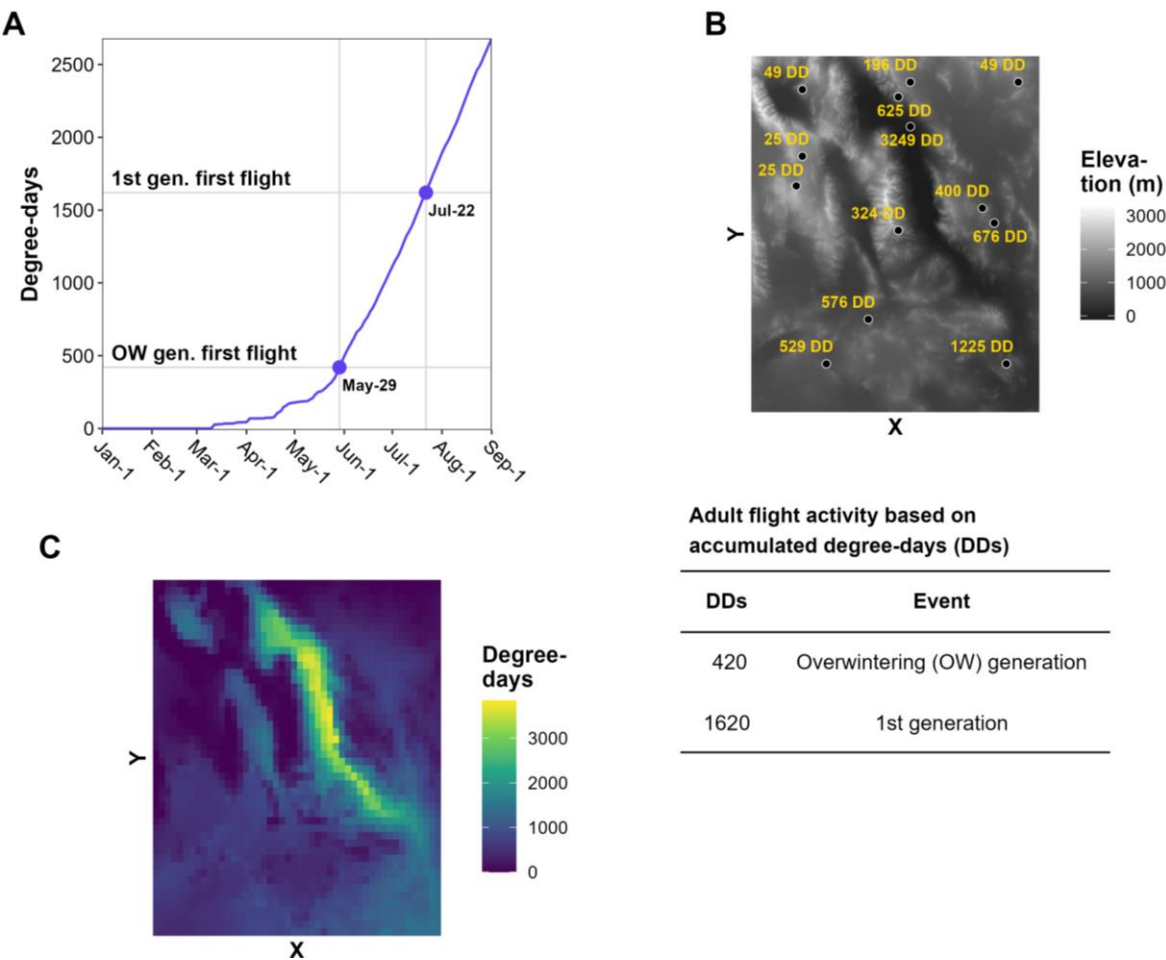 A
Degree-days
2500
2000
1500
1000
500
0
1st gen. first flight
Jul-22
OW gen. first flight
May-29
Jan-1
Feb-1
Mar-1
Apr-1
May-1
Jun-1
Jul-1
Aug-1
Sep-1
B
49 DD
196 DD
49 DD
625 DD
3249 DD
25 DD
25 DD
400 DD
324 DD
676 DD
576 DD
529 DD
1225 DD
Y
X
Eleva-
tion (m)
3000
2000
1000
0
C
Y
X
Degree-
days
3000
2000
1000
0
Adult flight activity based on
accumulated degree-days (DDs)
DDs Event
420 Overwintering (OW) generation
1620 1st generation